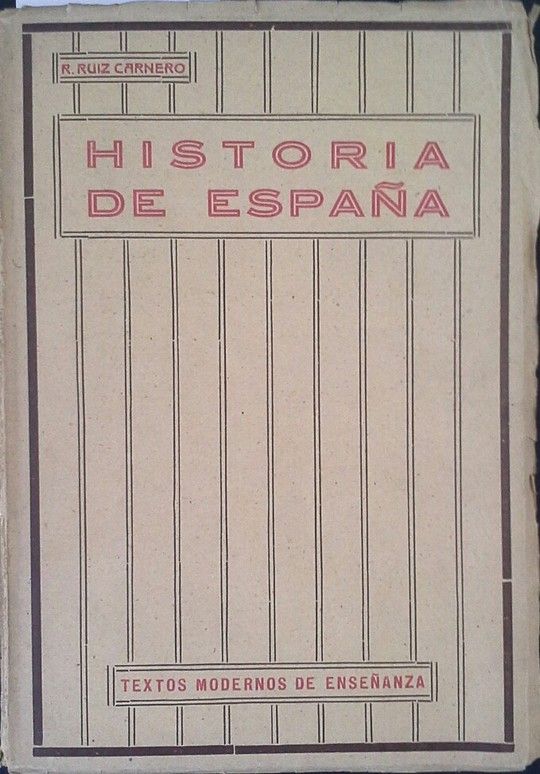 R. RUIZ CARNERO
HISTORIA
DE ESPAÑA
TEXTOS MODERNOS DE ENSEÑANZA